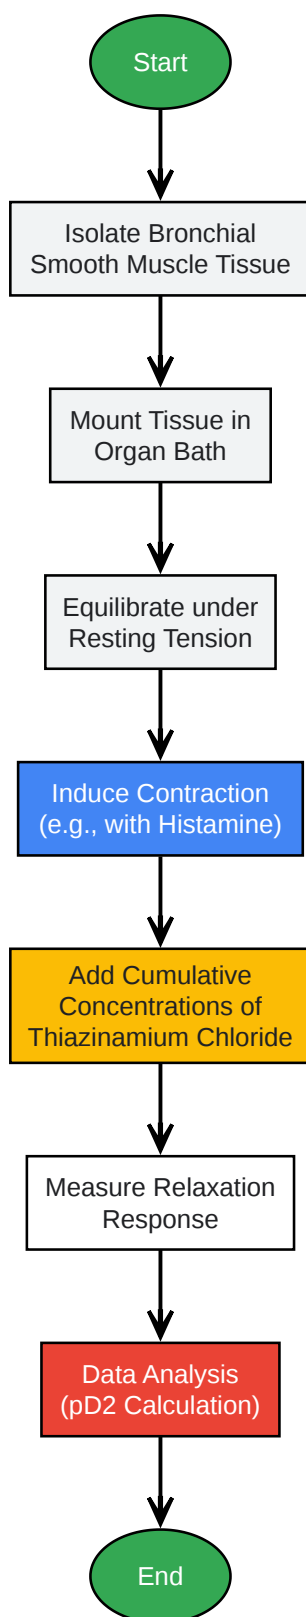 Start
Isolate Bronchial
Smooth Muscle Tissue
Mount Tissue in
Organ Bath
Equilibrate under
Resting Tension
Induce Contraction
(e.g., with Histamine)
Add Cumulative
Concentrations of
Thiazinamium Chloride
Measure Relaxation
Response
Data Analysis
(pD2 Calculation)
End